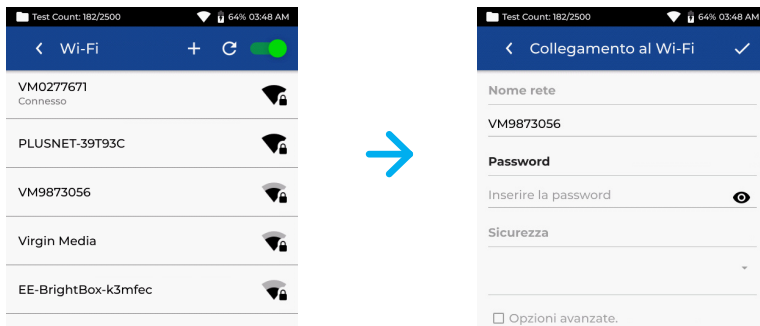 Test Count: 182/2500
64% 03:48 AM
Wi-Fi
VM0277671
Connesso
PLUSNET-39T93C
VM9873056
Virgin Media
EE-BrightBox-k3mfec
Test Count: 182/2500
64% 03:48 AM
Collegamento al Wi-Fi
Nome rete
VM9873056
Password
Inserire la password
Sicurezza
Opzioni avanzate.